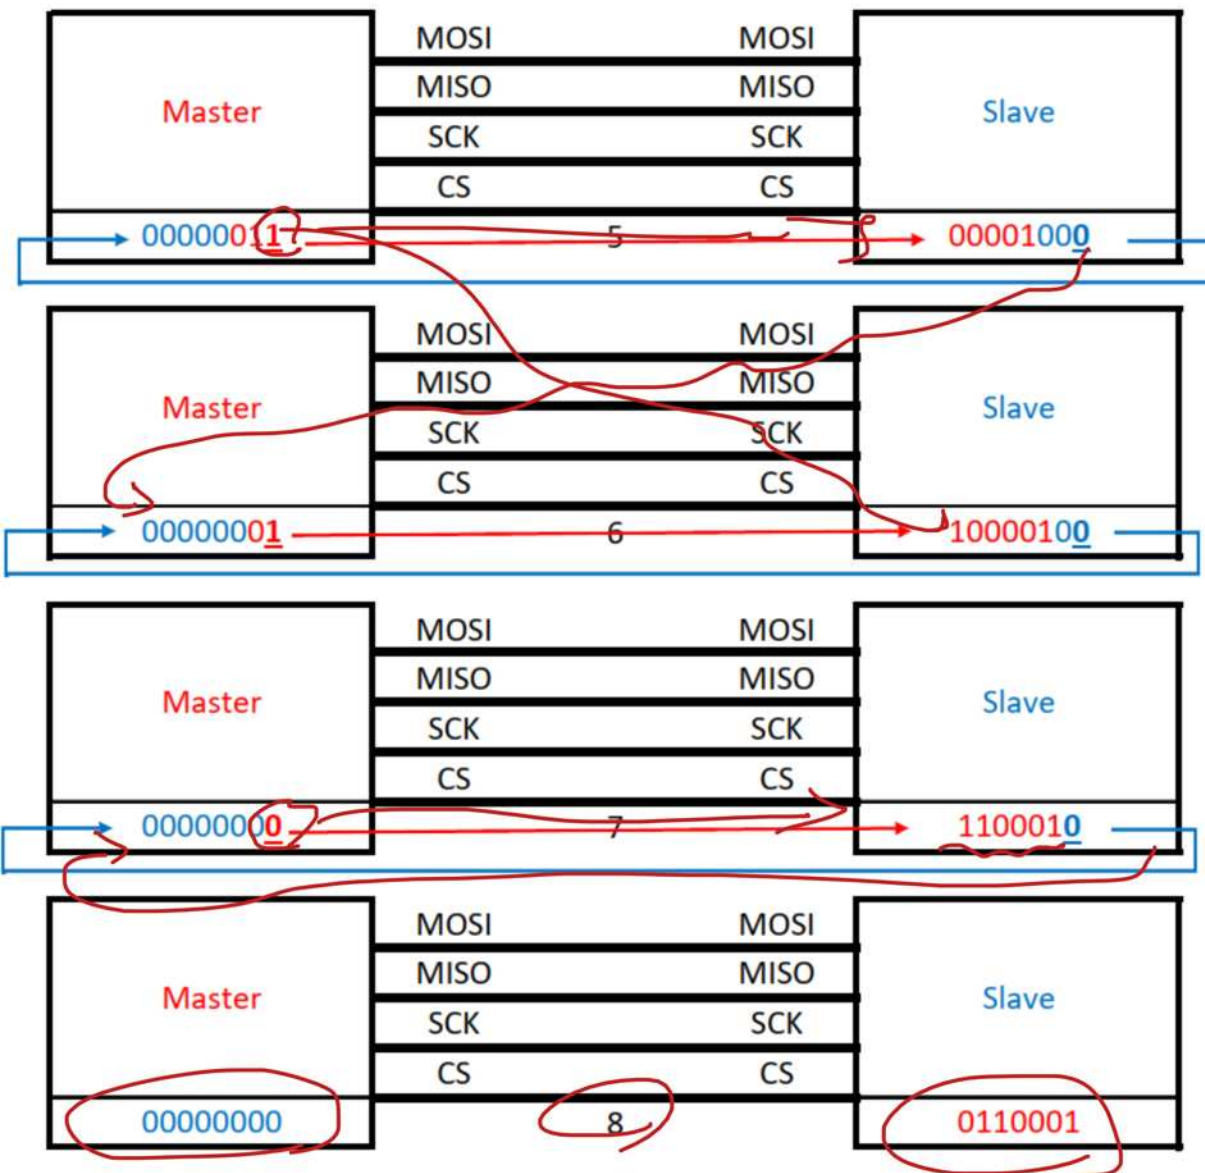 MOSI MOSI
MISO MISO
Master Slave
SCK SCK
CS CS
00000011 5 00001000
MOSI MOSI
MISO MISO
Master Slave
SCK SCK
CS CS
00000001 6 10000100
MOSI MOSI
MISO MISO
Master Slave
SCK SCK
CS CS
00000000 7 1100010
MOSI MOSI
MISO MISO
Master Slave
SCK SCK
CS CS
00000000 8 0110001